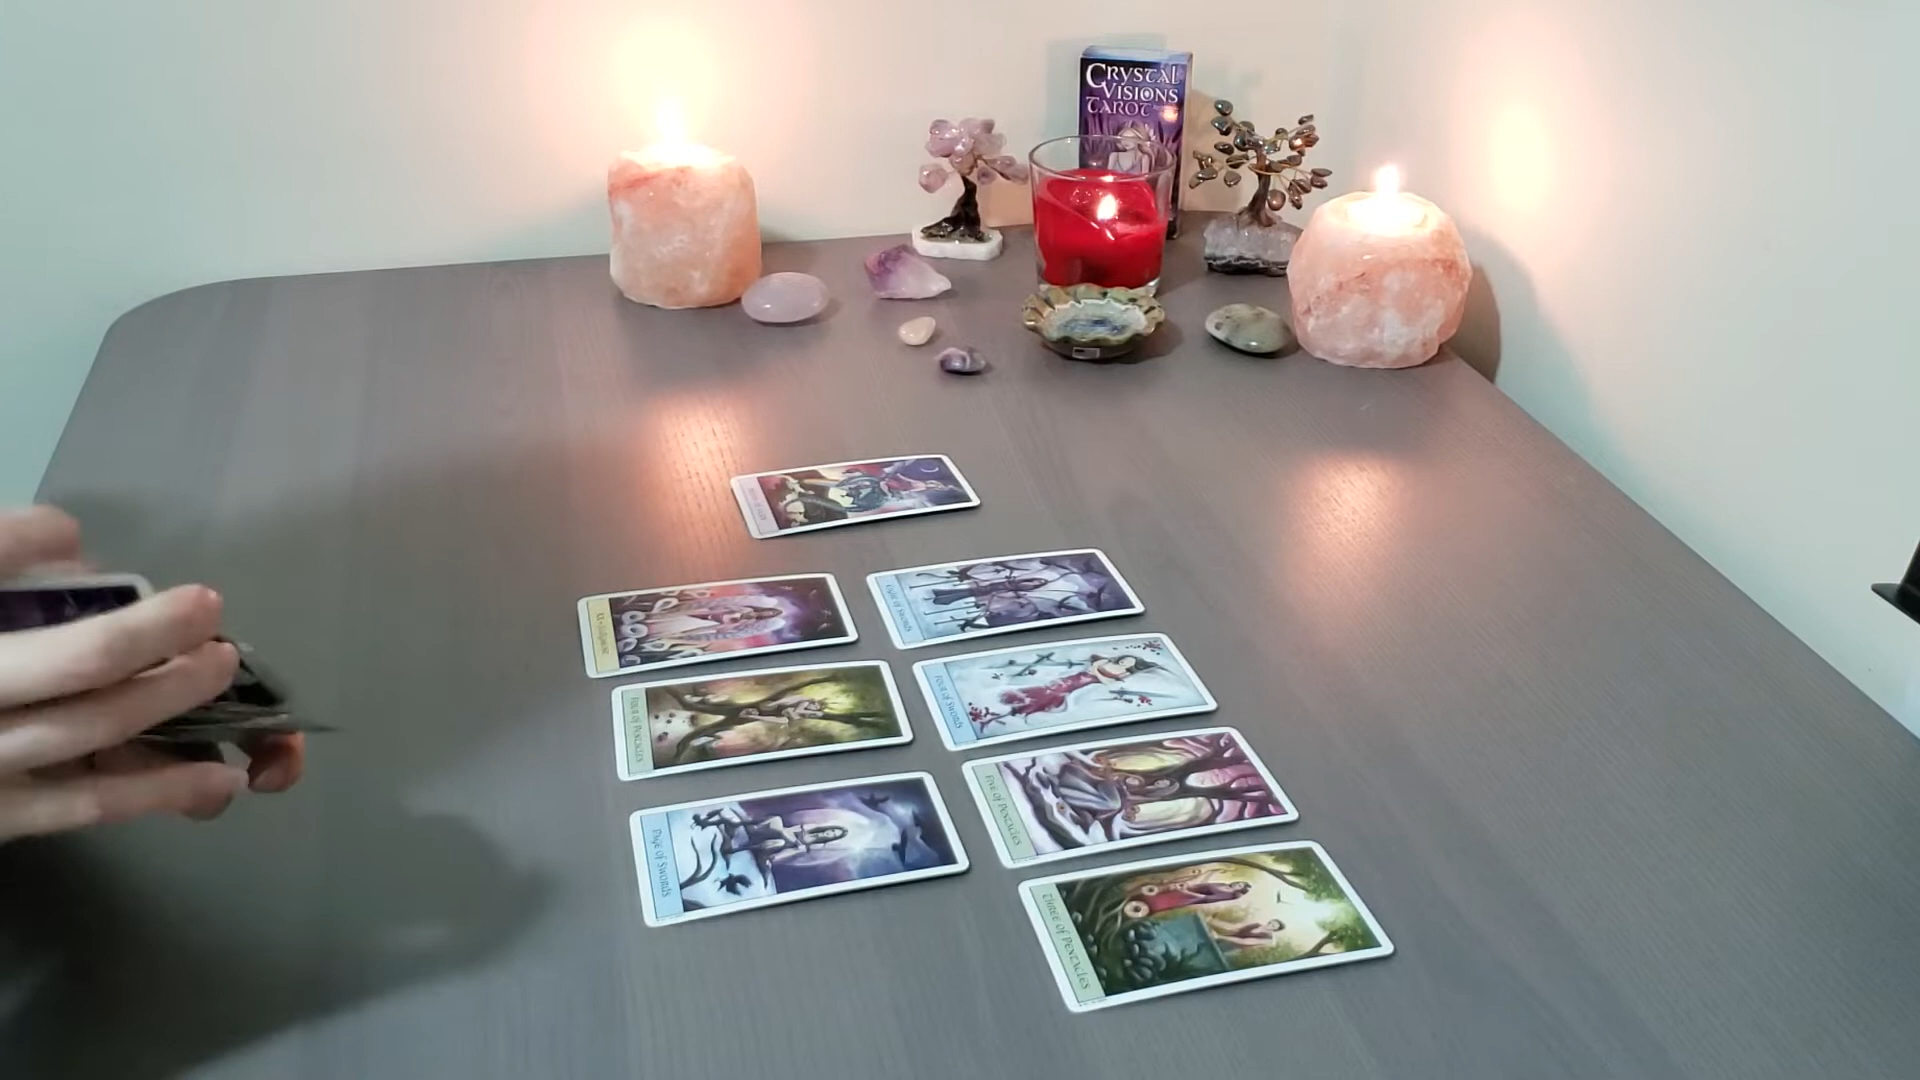 CRYSTAL
VISIONS
TAROT
EIGHT OF SWORDS
FOUR OF PENTACLES
FOUR OF SWORDS
PAGE OF SWORDS
FIVE OF PENTACLES
THREE OF PENTACLES